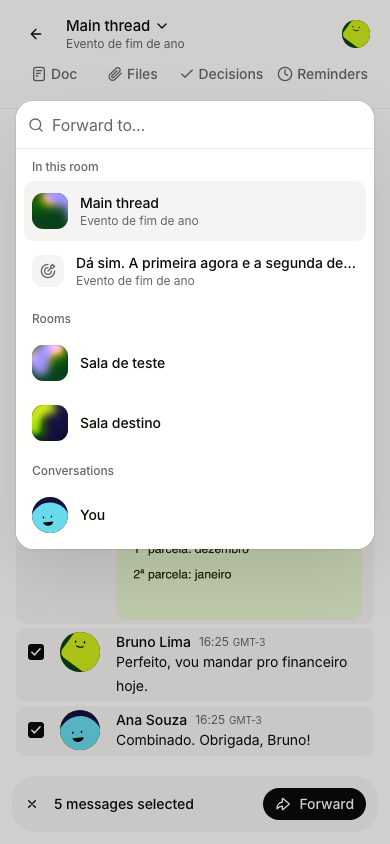 Main thread
Evento de fim de ano
Doc
Files
Decisions
Reminders
Forward to...
In this room
Main thread
Evento de fim de ano
Dá sim. A primeira agora e a segunda de...
Evento de fim de ano
Rooms
Sala de teste
Sala destino
Conversations
You
1ª parcela: dezembro
2ª parcela: janeiro
Bruno Lima 16:25 GMT-3
Perfeito, vou mandar pro financeiro
hoje.
Ana Souza 16:25 GMT-3
Combinado. Obrigada, Bruno!
5 messages selected
Forward